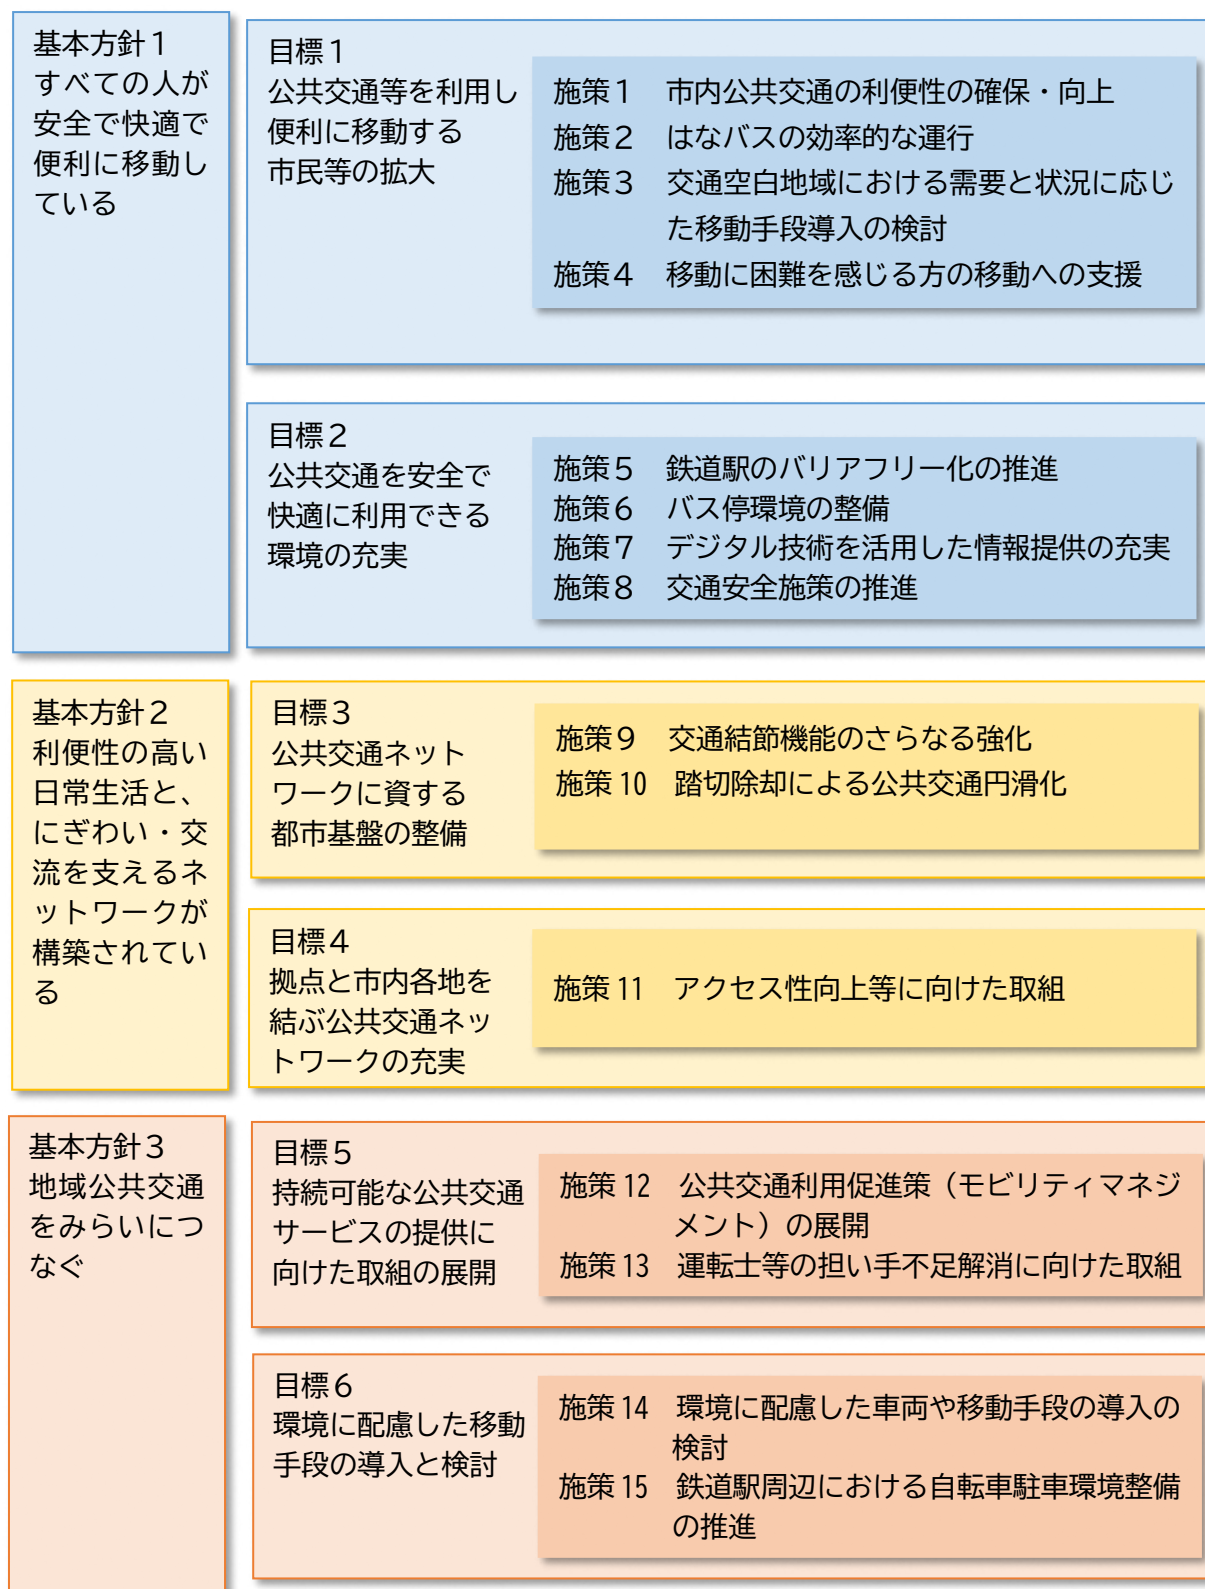 基本方針１
すべての人が
安全で快適で
便利に移動し
ている
目標１
公共交通等を利用し
便利に移動する
市民等の拡大
施策１　市内公共交通の利便性の確保・向上
施策２　はなバスの効率的な運行
施策３　交通空白地域における需要と状況に応じ
た移動手段導入の検討
施策４　移動に困難を感じる方の移動への支援
目標２
公共交通を安全で
快適に利用できる
環境の充実
施策５　鉄道駅のバリアフリー化の推進
施策６　バス停環境の整備
施策７　デジタル技術を活用した情報提供の充実
施策８　交通安全施策の推進
基本方針２
利便性の高い
日常生活と、
にぎわい・交
流を支えるネ
ットワークが
構築されてい
る
目標３
公共交通ネット
ワークに資する
都市基盤の整備
施策９　交通結節機能のさらなる強化
施策 10　踏切除却による公共交通円滑化
目標４
拠点と市内各地を
結ぶ公共交通ネッ
トワークの充実
施策 11　アクセス性向上等に向けた取組
基本方針３
地域公共交通
をみらいにつ
なぐ
目標５
持続可能な公共交通
サービスの提供に
向けた取組の展開
施策 12　公共交通利用促進策（モビリティマネジ
メント）の展開
施策 13　運転士等の担い手不足解消に向けた取組
目標６
環境に配慮した移動
手段の導入と検討
施策 14　環境に配慮した車両や移動手段の導入の
検討
施策 15　鉄道駅周辺における自転車駐車環境整備
の推進